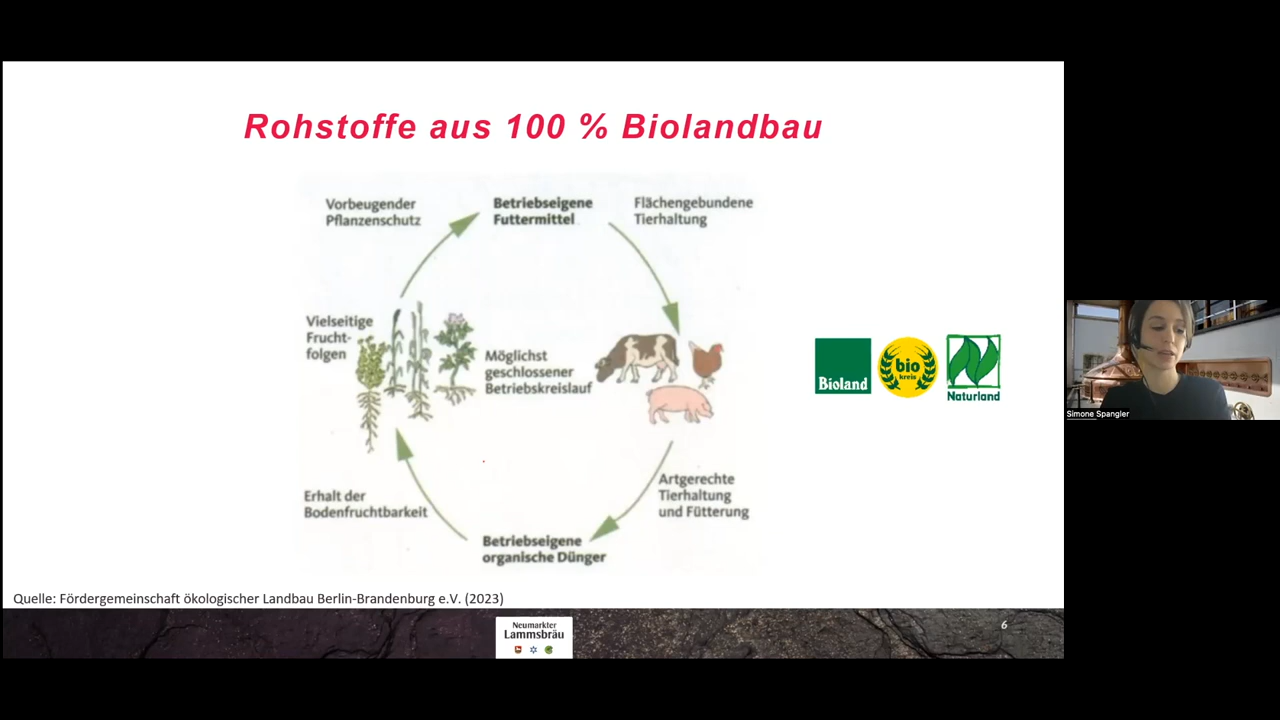 Rohstoffe aus 100 % Biolandbau
Vorbeugender
Pflanzenschutz
Betriebseigene
Futtermittel
Flächengebundene
Tierhaltung
Vielseitige
Frucht-
folgen
Möglichst
geschlossener
Betriebskreislauf
Bioland
bio
kreis
Naturland
Simone Spangler
Artgerechte
Tierhaltung
und Fütterung
Erhalt der
Bodenfruchtbarkeit
Betriebseigene
organische Dünger
Quelle: Fördergemeinschaft ökologischer Landbau Berlin-Brandenburg e.V. (2023)
Neumarkter
Lammsbräu
6